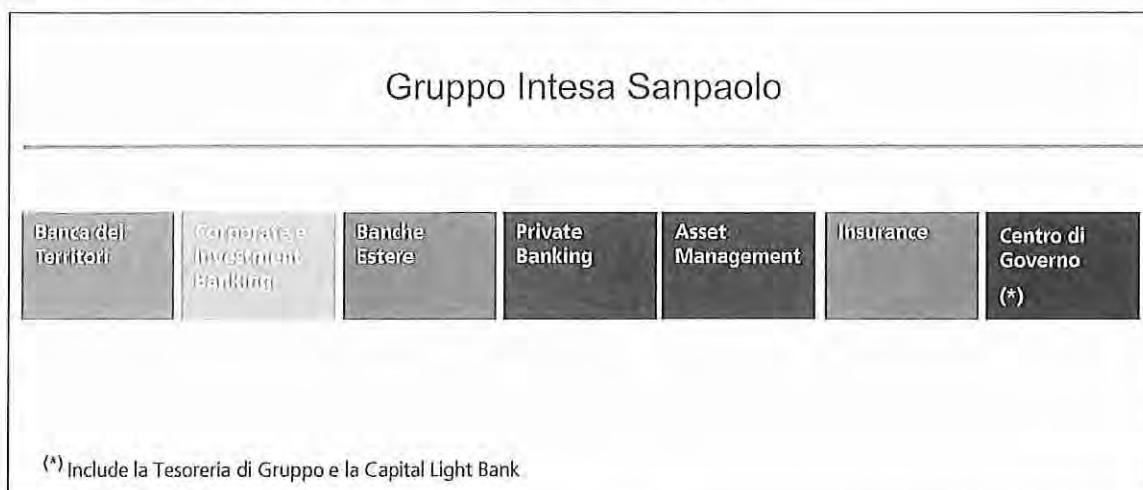 Gruppo Intesa Sanpaolo
Banca dei
Territori
Corporate e
Investment
Banking
Banche
Estere
Private
Banking
Asset
Management
Insurance
Centro di
Governo
(*)
(*) Include la Tesoreria di Gruppo e la Capital Light Bank